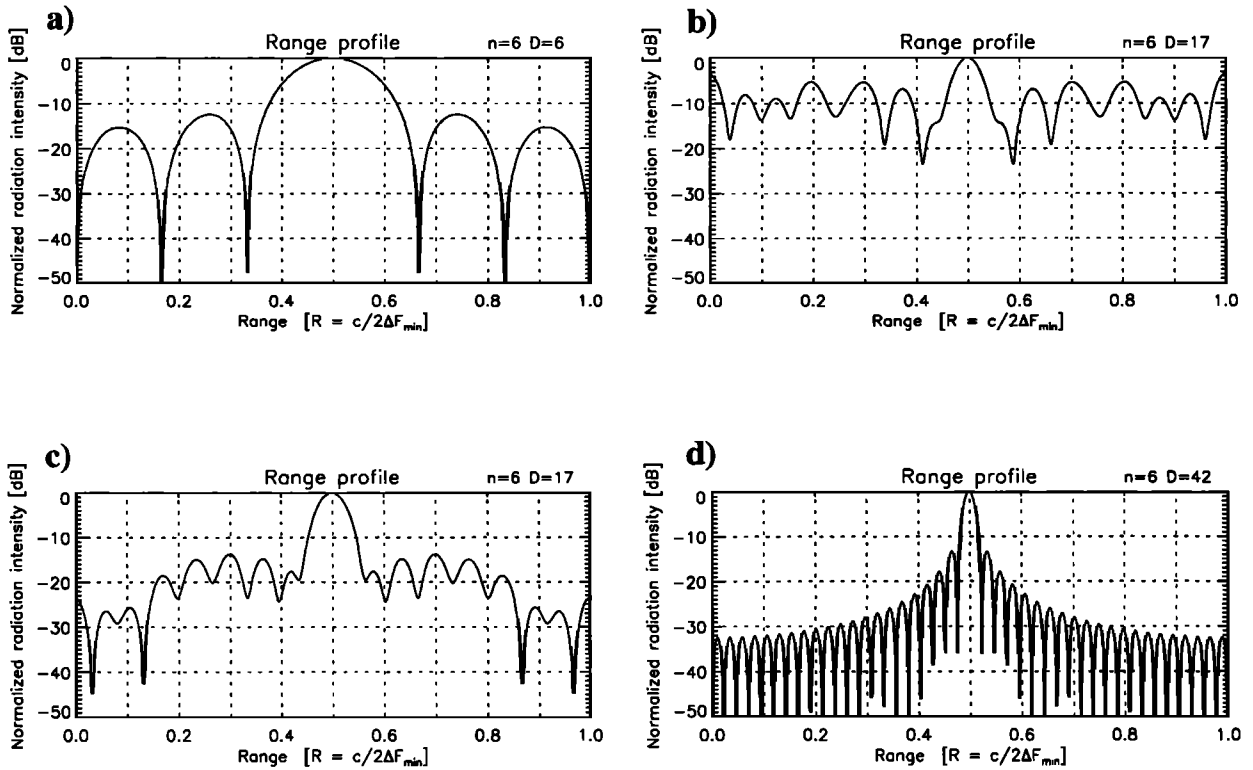 a)
Range profile
n=6 D=6
Normalized radiation intensity [dB]
0
-10
-20
-30
-40
-50
0.0 0.2 0.4 0.6 0.8 1.0
Range [R = c/2ΔF_min]
b)
Range profile
n=6 D=17
Normalized radiation intensity [dB]
0
-10
-20
-30
-40
-50
0.0 0.2 0.4 0.6 0.8 1.0
Range [R = c/2ΔF_min]
c)
Range profile
n=6 D=17
Normalized radiation intensity [dB]
0
-10
-20
-30
-40
-50
0.0 0.2 0.4 0.6 0.8 1.0
Range [R = c/2ΔF_min]
d)
Range profile
n=6 D=42
Normalized radiation intensity [dB]
0
-10
-20
-30
-40
-50
0.0 0.2 0.4 0.6 0.8 1.0
Range [R = c/2ΔF_min]